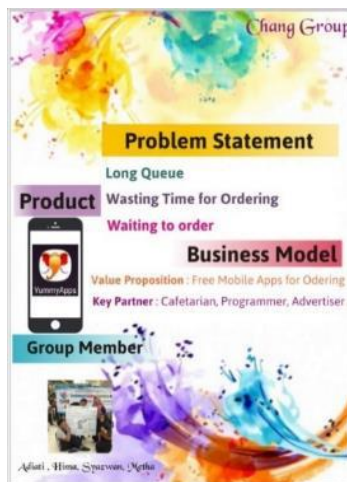 Chang Group
Problem Statement
Long Queue
Product
Wasting Time for Ordering
Waiting to order
Business Model
YummyApps
Value Proposition : Free Mobile Apps for Odering
Key Partner : Cafetarian, Programmer, Advertiser
Group Member
Adiati , Hima, Syazwan, Metha